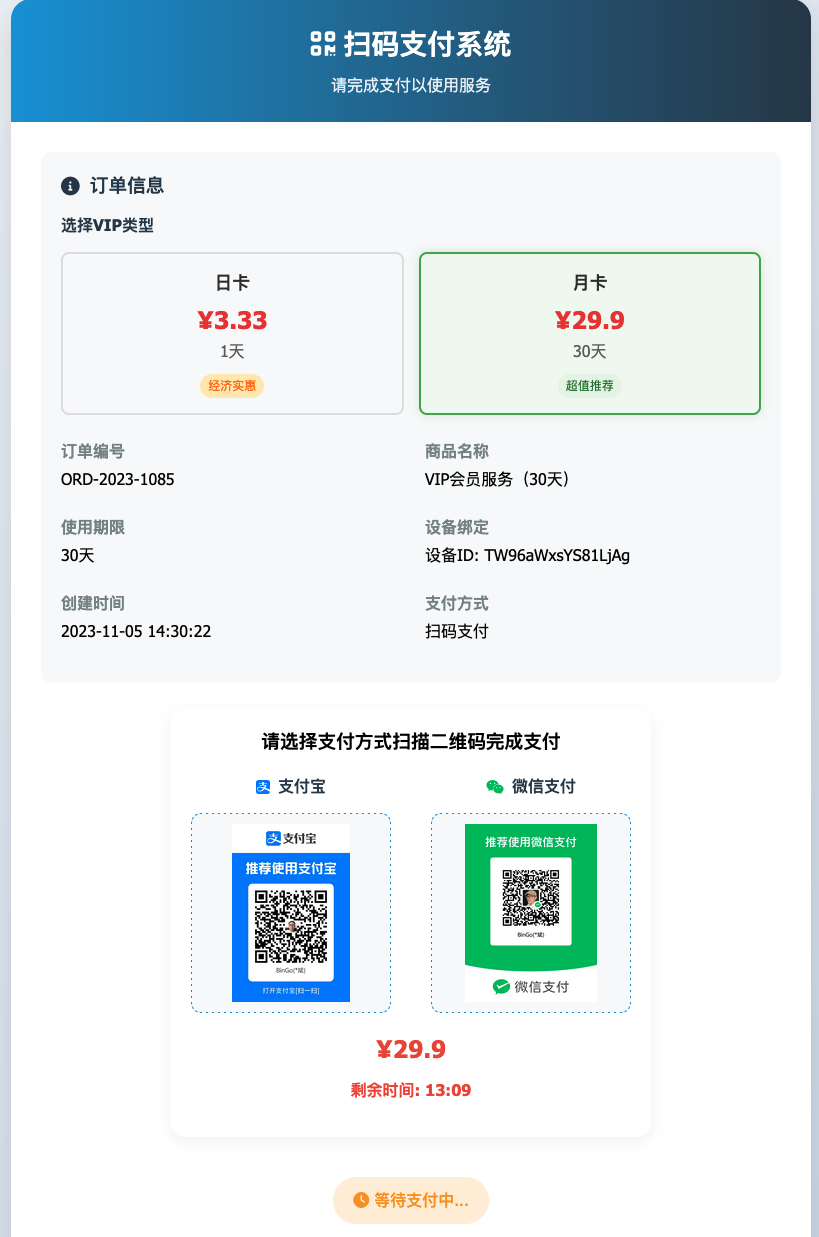 扫码支付系统
请完成支付以使用服务
订单信息
选择VIP类型
日卡
¥3.33
1天
经济实惠
月卡
¥29.9
30天
超值推荐
订单编号
ORD-2023-1085
商品名称
VIP会员服务（30天）
使用期限
30天
设备绑定
设备ID: TW96aWxsYS81LjAg
创建时间
2023-11-05 14:30:22
支付方式
扫码支付
请选择支付方式扫描二维码完成支付
支付宝
支付宝
推荐使用支付宝
BinGo(*斌)
打开支付宝[扫一扫]
微信支付
推荐使用微信支付
BinGo(*斌)
微信支付
¥29.9
剩余时间: 13:09
等待支付中...